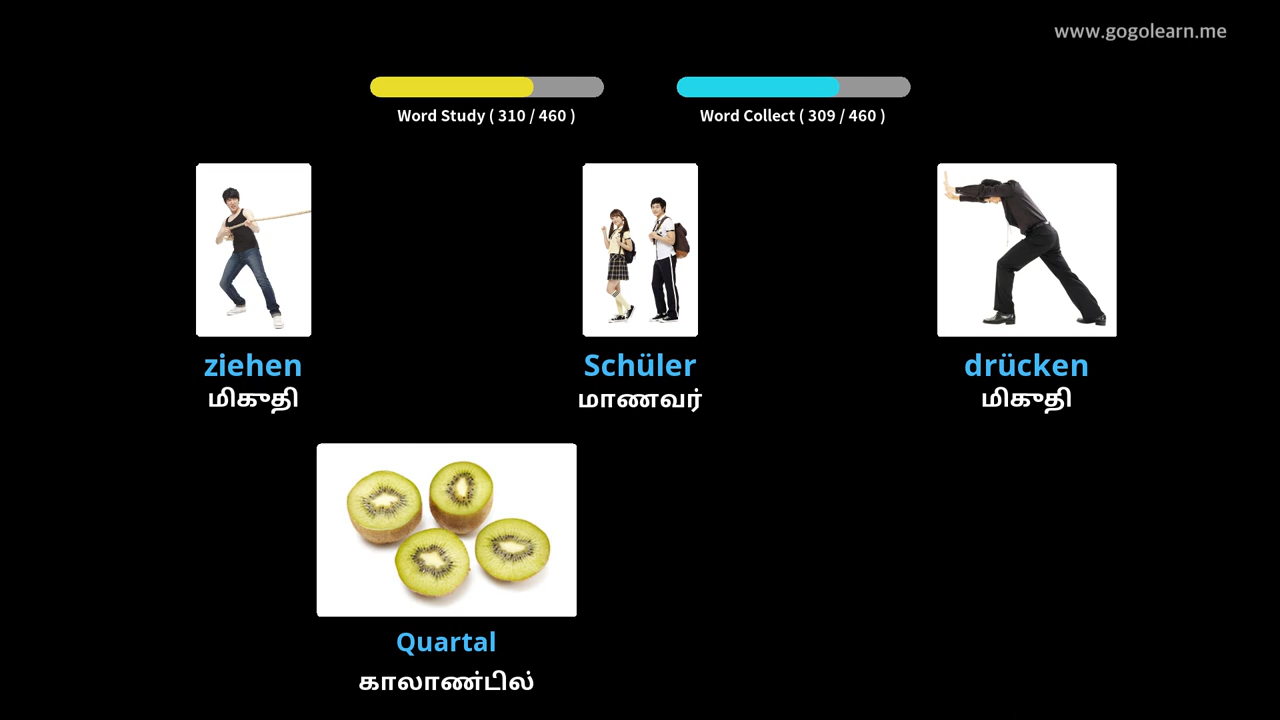 www.gogolearn.me
Word Study ( 310 / 460 )
Word Collect ( 309 / 460 )
ziehen
மிகுதி
Schüler
மாணவர்
drücken
மிகுதி
Quartal
காலாண்பில்